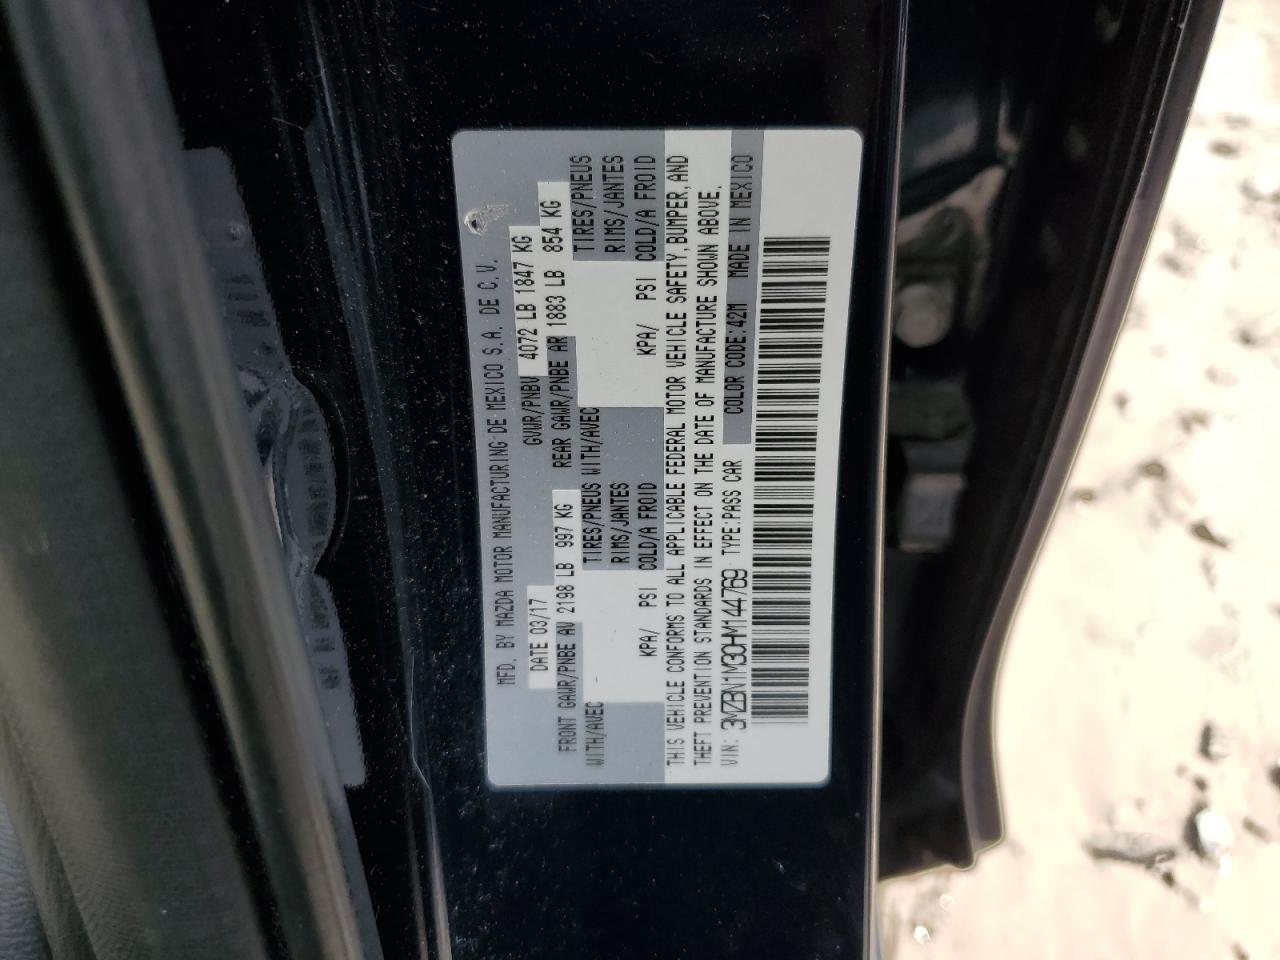 MFD. BY MAZDA MOTOR MANUFACTURING DE MEXICO S.A. DE C.V.
DATE 03/17 GVWR/PNBV 4072 LB 1847 KG
FRONT GAWR/PNBE AV 2198 LB 997 KG REAR GAWR/PNBE AR 1883 LB 854 KG
WITH/AVEC TIRES/PNEUS WITH/AVEC TIRES/PNEUS
RIMS/JANTES RIMS/JANTES
KPA/ PSI COLD/A FROID KPA/ PSI COLD/A FROID
THIS VEHICLE CONFORMS TO ALL APPLICABLE FEDERAL MOTOR VEHICLE SAFETY, BUMPER, AND
THEFT PREVENTION STANDARDS IN EFFECT ON THE DATE OF MANUFACTURE SHOWN ABOVE.
VIN: 3MZBN1M30HM144769 TYPE:PASS CAR COLOR CODE:42M MADE IN MEXICO